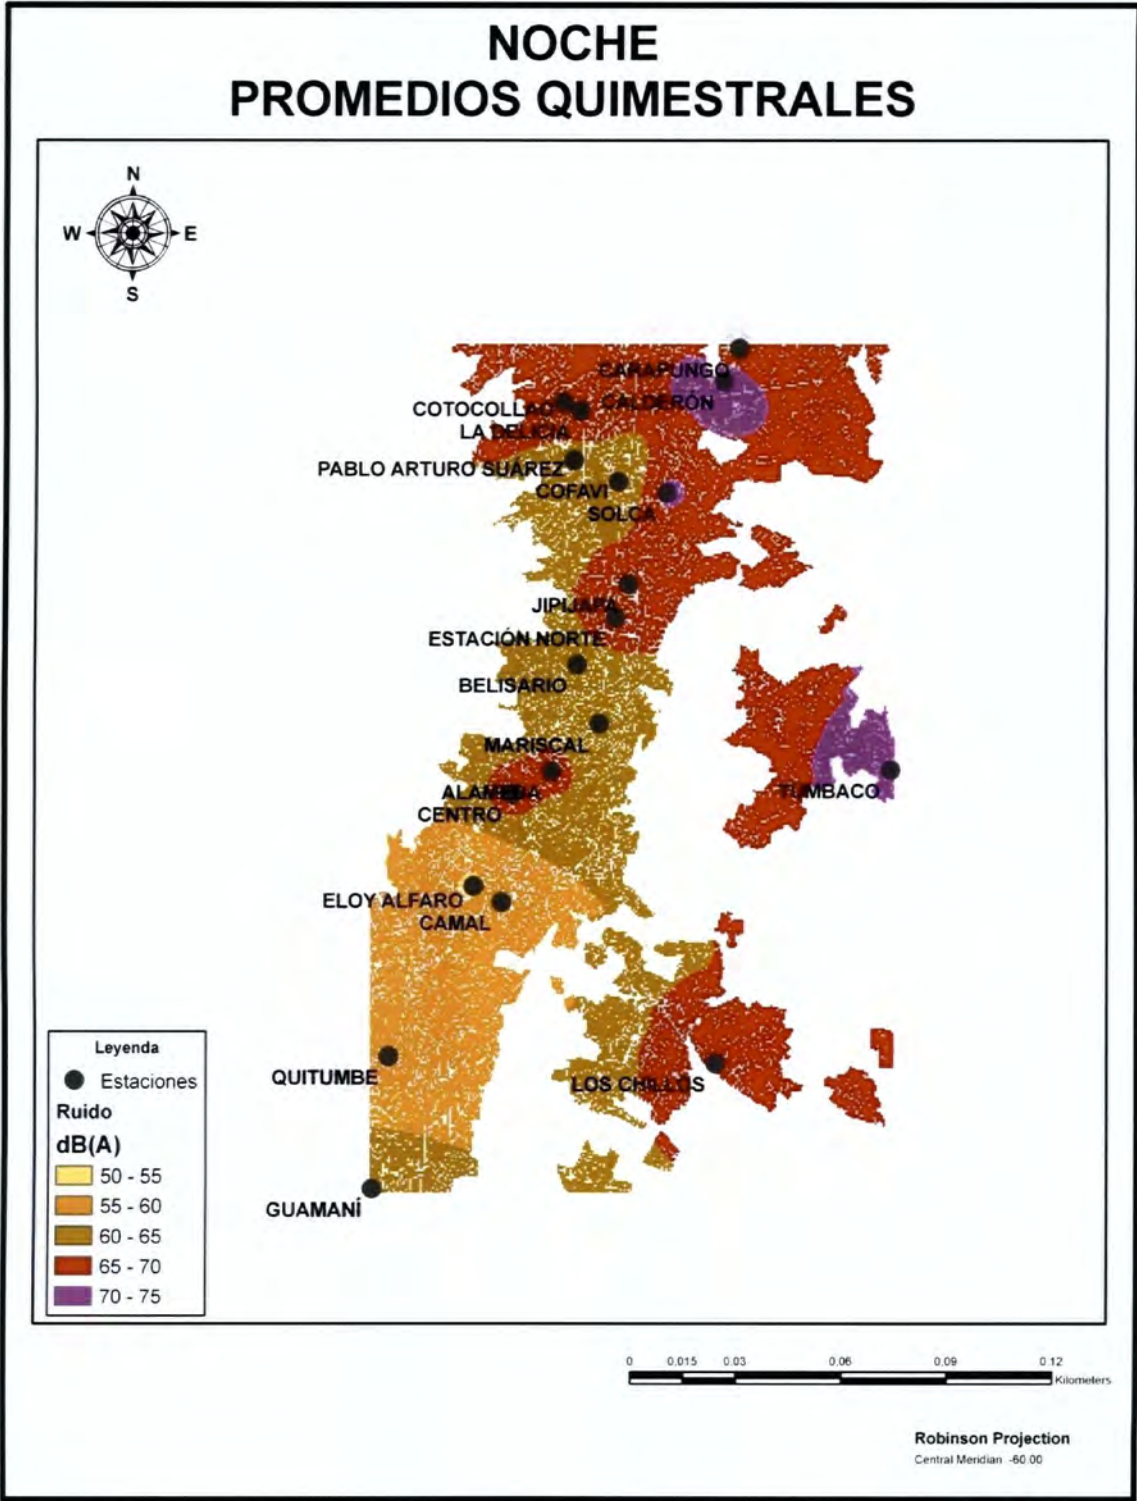 NOCHE
PROMEDIOS QUIMESTRALES
N
W
E
S
CARAPUNGO
CALDERÓN
COTOCOLLAO
LA DELICIA
PABLO ARTURO SUÁREZ
COFAVI
SOLCA
JIPIJAPA
ESTACIÓN NORTE
BELISARIO
MARISCAL
ALAMEDA
TUMBACO
CENTRO
ELOY ALFARO
CAMAL
QUITUMBE
LOS CHILLOS
GUAMANÍ
Leyenda
Estaciones
Ruido
dB(A)
50 - 55
55 - 60
60 - 65
65 - 70
70 - 75
0 0.015 0.03 0.06 0.09 0.12
Kilometers
Robinson Projection
Central Meridian -60.00